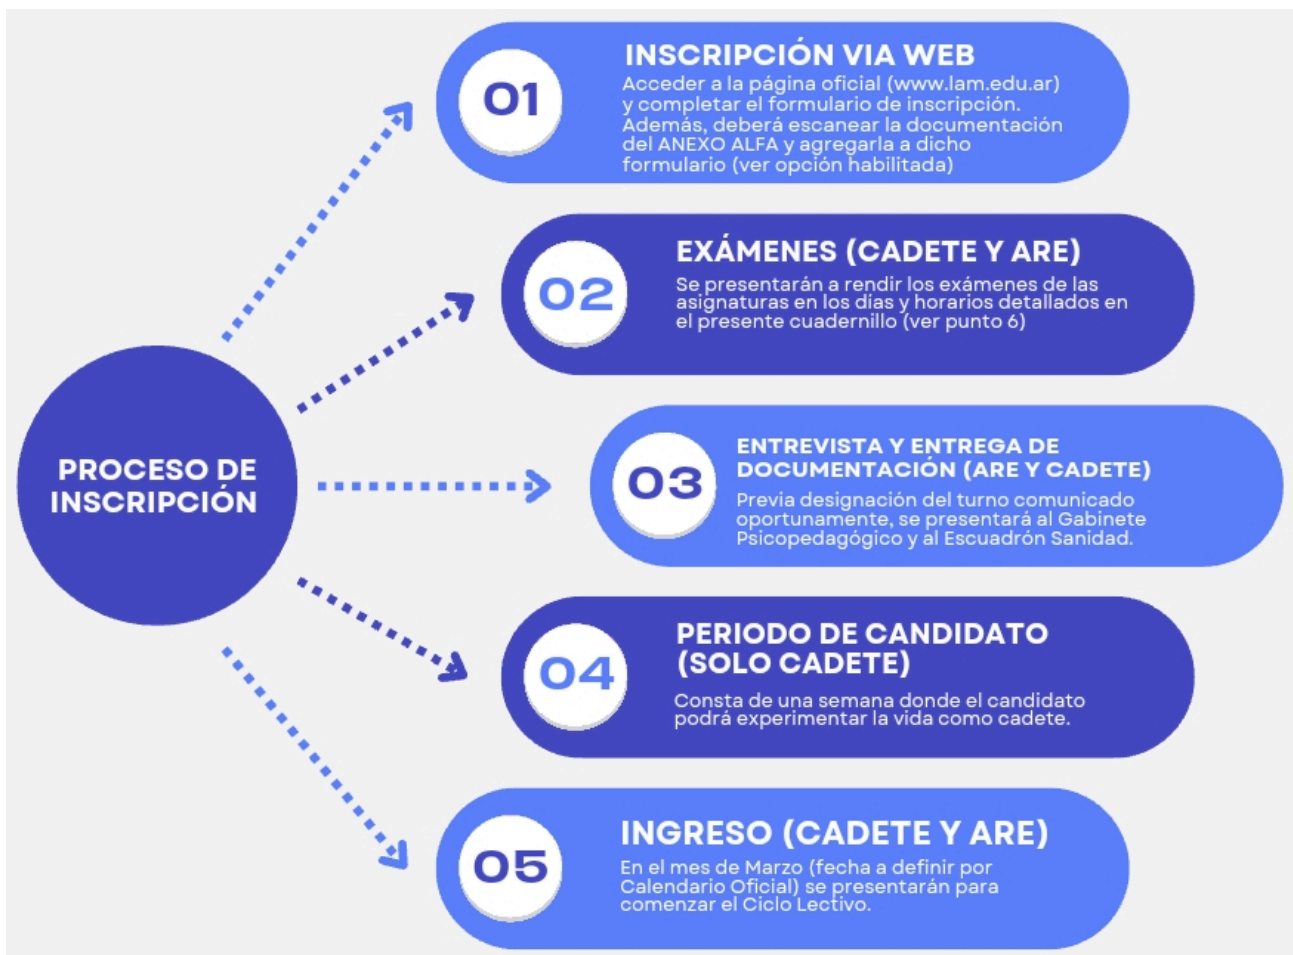 PROCESO DE
INSCRIPCIÓN
01
INSCRIPCIÓN VIA WEB
Acceder a la página oficial (www.lam.edu.ar)
y completar el formulario de inscripción.
Además, deberá escanear la documentación
del ANEXO ALFA y agregarla a dicho
formulario (ver opción habilitada)
02
EXÁMENES (CADETE Y ARE)
Se presentarán a rendir los exámenes de las
asignaturas en los días y horarios detallados en
el presente cuadernillo (ver punto 6)
03
ENTREVISTA Y ENTREGA DE
DOCUMENTACIÓN (ARE Y CADETE)
Previa designación del turno comunicado
oportunamente, se presentará al Gabinete
Psicopedagógico y al Escuadrón Sanidad.
04
PERIODO DE CANDIDATO
(SOLO CADETE)
Consta de una semana donde el candidato
podrá experimentar la vida como cadete.
05
INGRESO (CADETE Y ARE)
En el mes de Marzo (fecha a definir por
Calendario Oficial) se presentarán para
comenzar el Ciclo Lectivo.